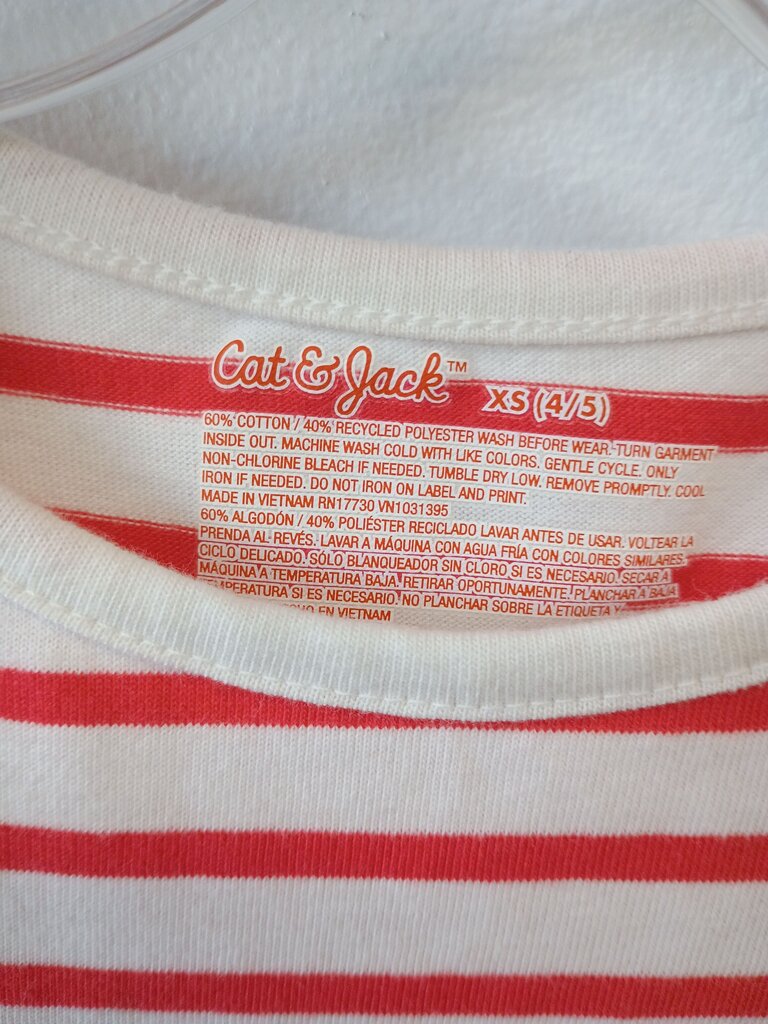 Cat & Jack™ XS (4/5)
60% COTTON / 40% RECYCLED POLYESTER WASH BEFORE WEAR. TURN GARMENT
INSIDE OUT. MACHINE WASH COLD WITH LIKE COLORS. GENTLE CYCLE. ONLY
NON-CHLORINE BLEACH IF NEEDED. TUMBLE DRY LOW. REMOVE PROMPTLY. COOL
IRON IF NEEDED. DO NOT IRON ON LABEL AND PRINT.
MADE IN VIETNAM RN17730 VN1031395
60% ALGODÓN / 40% POLIÉSTER RECICLADO LAVAR ANTES DE USAR. VOLTEAR LA
PRENDA AL REVÉS. LAVAR A MÁQUINA CON AGUA FRÍA CON COLORES SIMILARES.
CICLO DELICADO. SÓLO BLANQUEADOR SIN CLORO SI ES NECESARIO. SECAR A
MÁQUINA A TEMPERATURA BAJA. RETIRAR OPORTUNAMENTE. PLANCHAR A BAJA
TEMPERATURA SI ES NECESARIO. NO PLANCHAR SOBRE LA ETIQUETA Y
EN VIETNAM